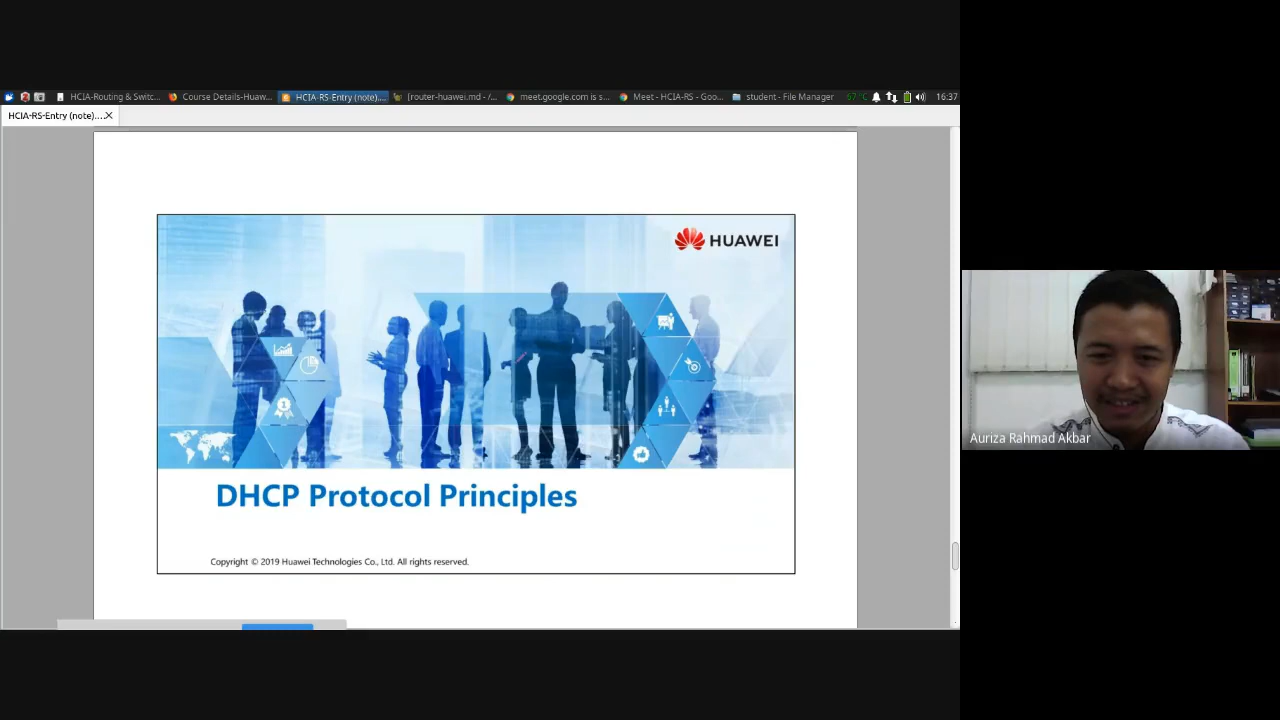 HCIA-Routing & Switc...
Course Details-Huaw...
HCIA-RS-Entry (note)....
(router-huawei.md - /...
meet.google.com is s...
Meet - HCIA-RS - Goo...
student - File Manager
67°C
16:37
HCIA-RS-Entry (note)....
HUAWEI
1
DHCP Protocol Principles
Copyright © 2019 Huawei Technologies Co., Ltd. All rights reserved.
Auriza Rahmad Akbar